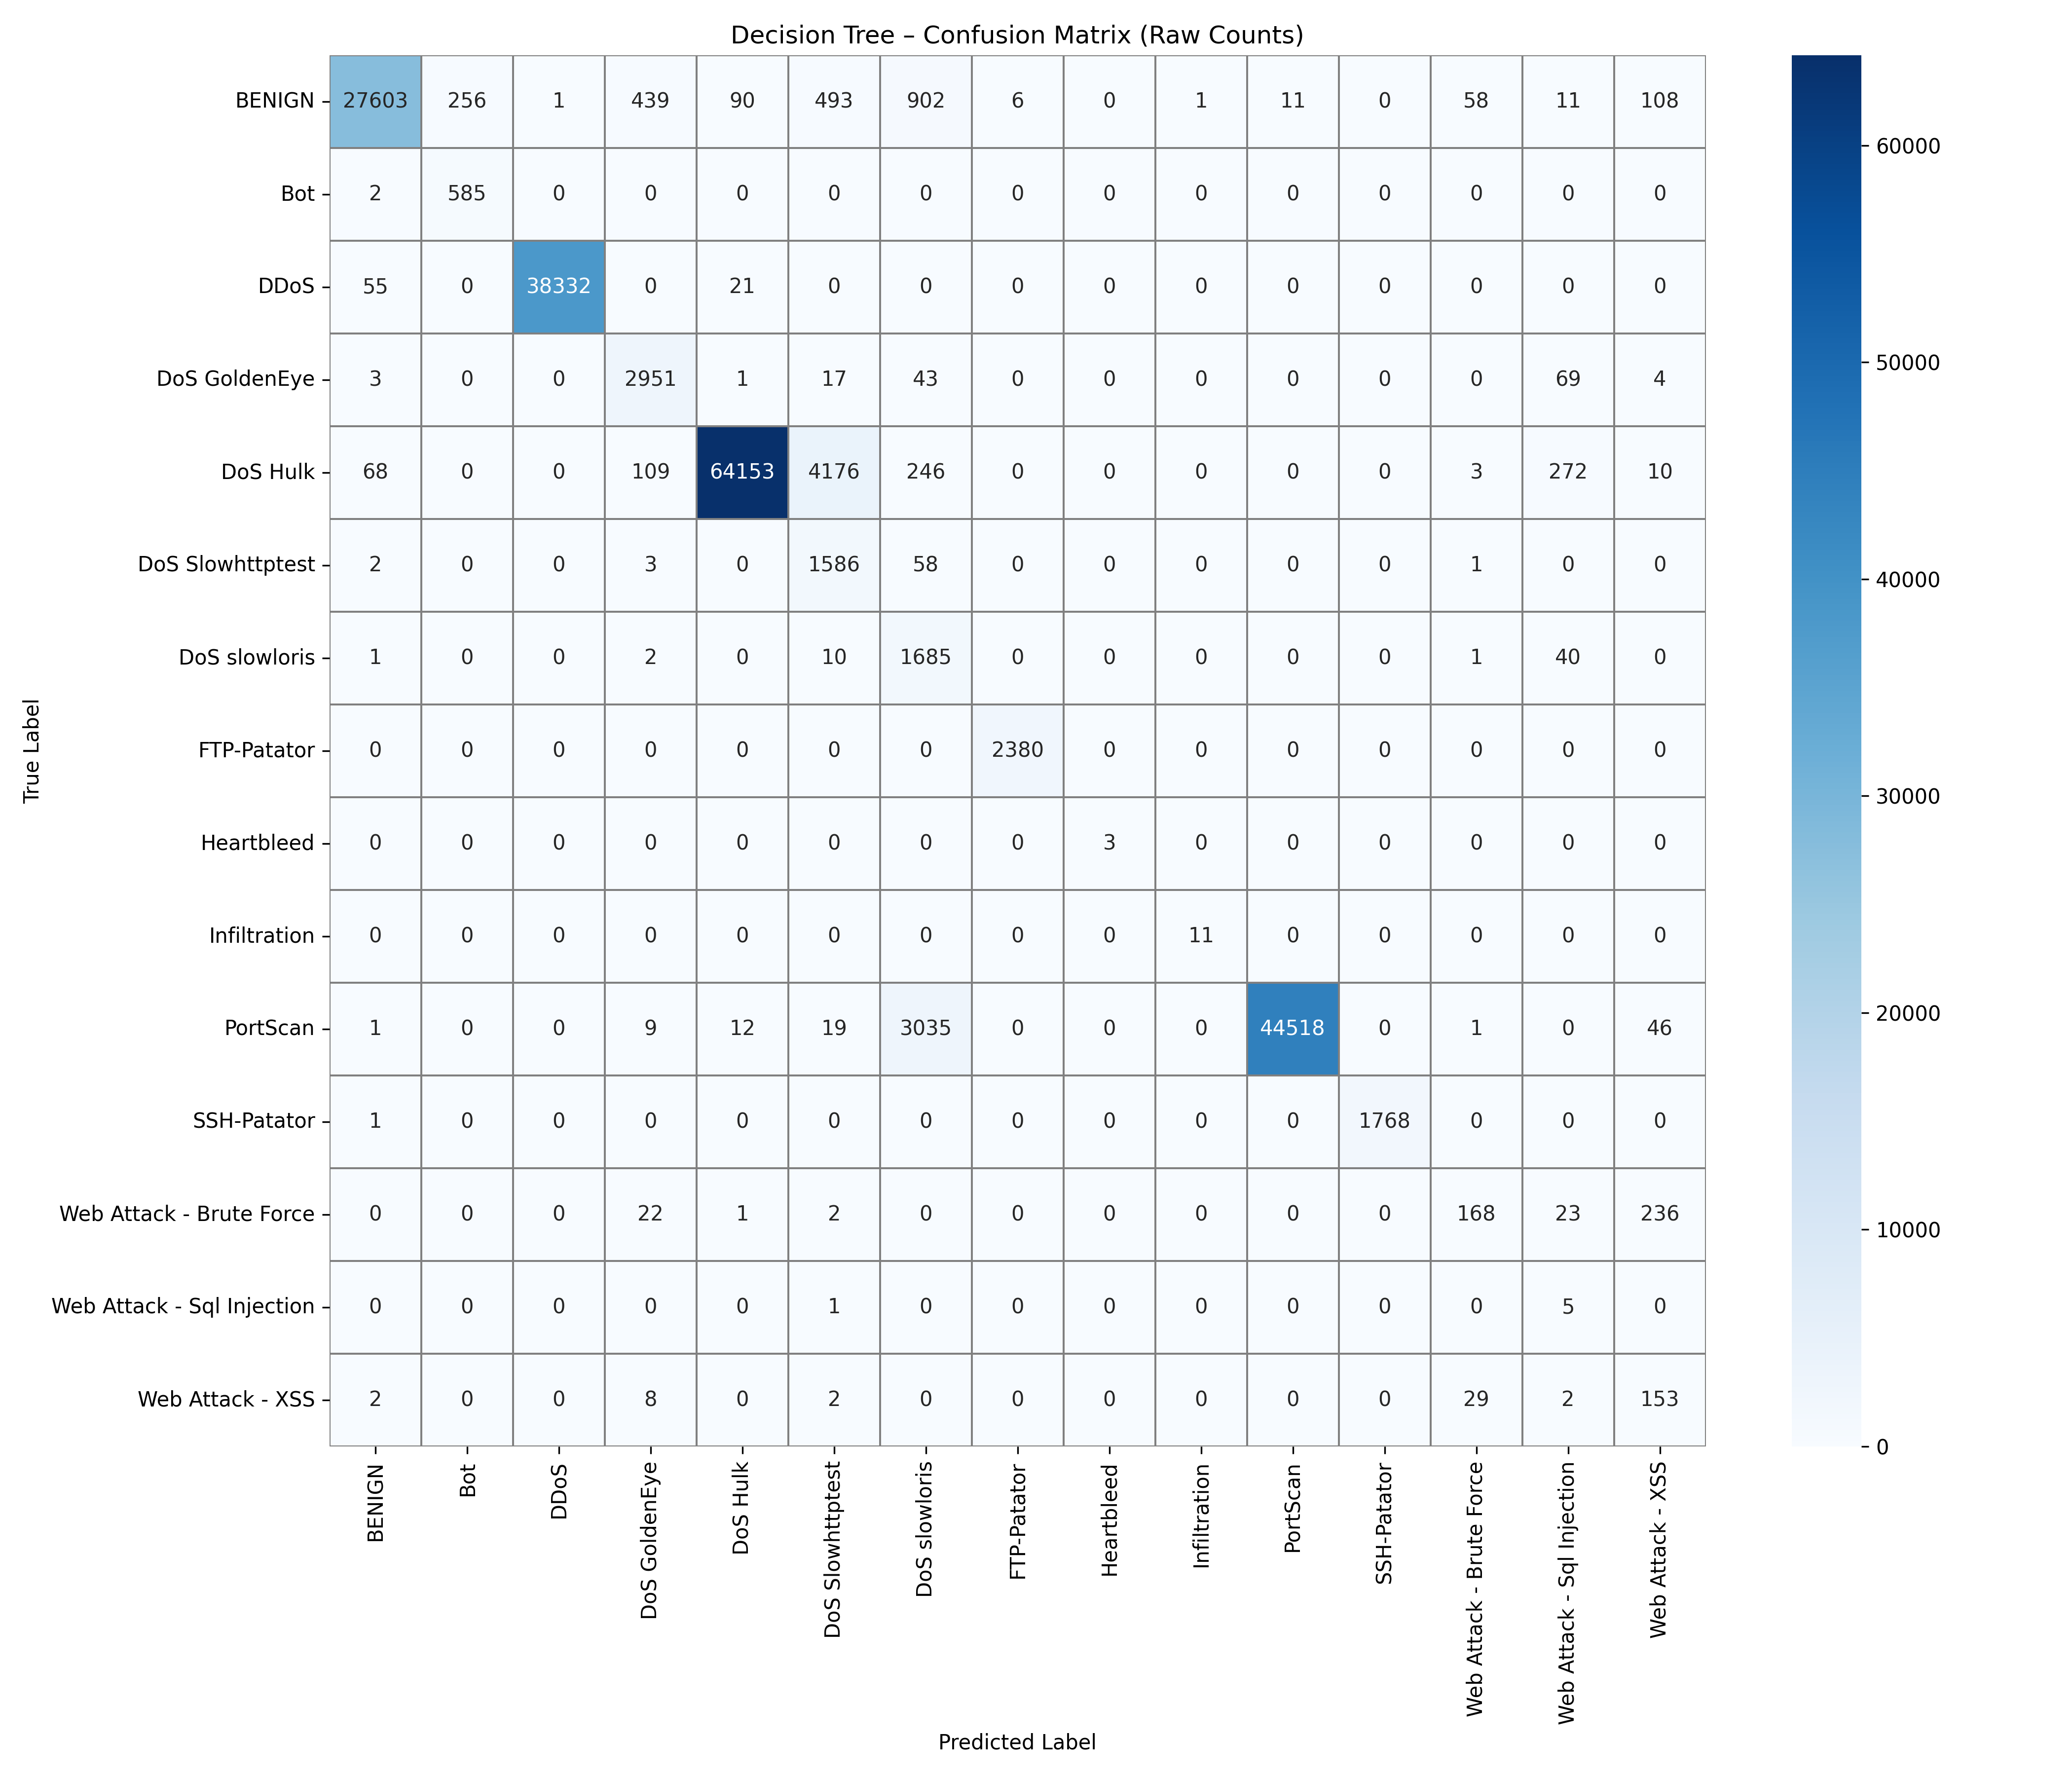 Decision Tree – Confusion Matrix (Raw Counts)
True Label
BENIGN 27603 256 1 439 90 493 902 6 0 1 11 0 58 11 108
Bot 2 585 0 0 0 0 0 0 0 0 0 0 0 0 0
DDoS 55 0 38332 0 21 0 0 0 0 0 0 0 0 0 0
DoS GoldenEye 3 0 0 2951 1 17 43 0 0 0 0 0 0 69 4
DoS Hulk 68 0 0 109 64153 4176 246 0 0 0 0 0 3 272 10
DoS Slowhttptest 2 0 0 3 0 1586 58 0 0 0 0 0 1 0 0
DoS slowloris 1 0 0 2 0 10 1685 0 0 0 0 0 1 40 0
FTP-Patator 0 0 0 0 0 0 0 2380 0 0 0 0 0 0 0
Heartbleed 0 0 0 0 0 0 0 0 3 0 0 0 0 0 0
Infiltration 0 0 0 0 0 0 0 0 0 11 0 0 0 0 0
PortScan 1 0 0 9 12 19 3035 0 0 0 44518 0 1 0 46
SSH-Patator 1 0 0 0 0 0 0 0 0 0 0 1768 0 0 0
Web Attack - Brute Force 0 0 0 22 1 2 0 0 0 0 0 0 168 23 236
Web Attack - Sql Injection 0 0 0 0 0 1 0 0 0 0 0 0 0 5 0
Web Attack - XSS 2 0 0 8 0 2 0 0 0 0 0 0 29 2 153
BENIGN
Bot
DDoS
DoS GoldenEye
DoS Hulk
DoS Slowhttptest
DoS slowloris
FTP-Patator
Heartbleed
Infiltration
PortScan
SSH-Patator
Web Attack - Brute Force
Web Attack - Sql Injection
Web Attack - XSS
Predicted Label
60000
50000
40000
30000
20000
10000
0